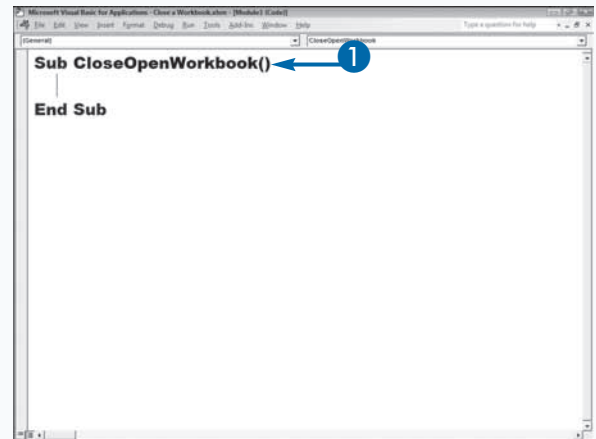 Microsoft Visual Basic for Applications - Close a Workbook.xlsm - [Module1 (Code)]
File Edit View Insert Format Debug Run Tools Add-Ins Window Help Type a question for help
(General) CloseOpenWorkbook
Sub CloseOpenWorkbook() 1
End Sub